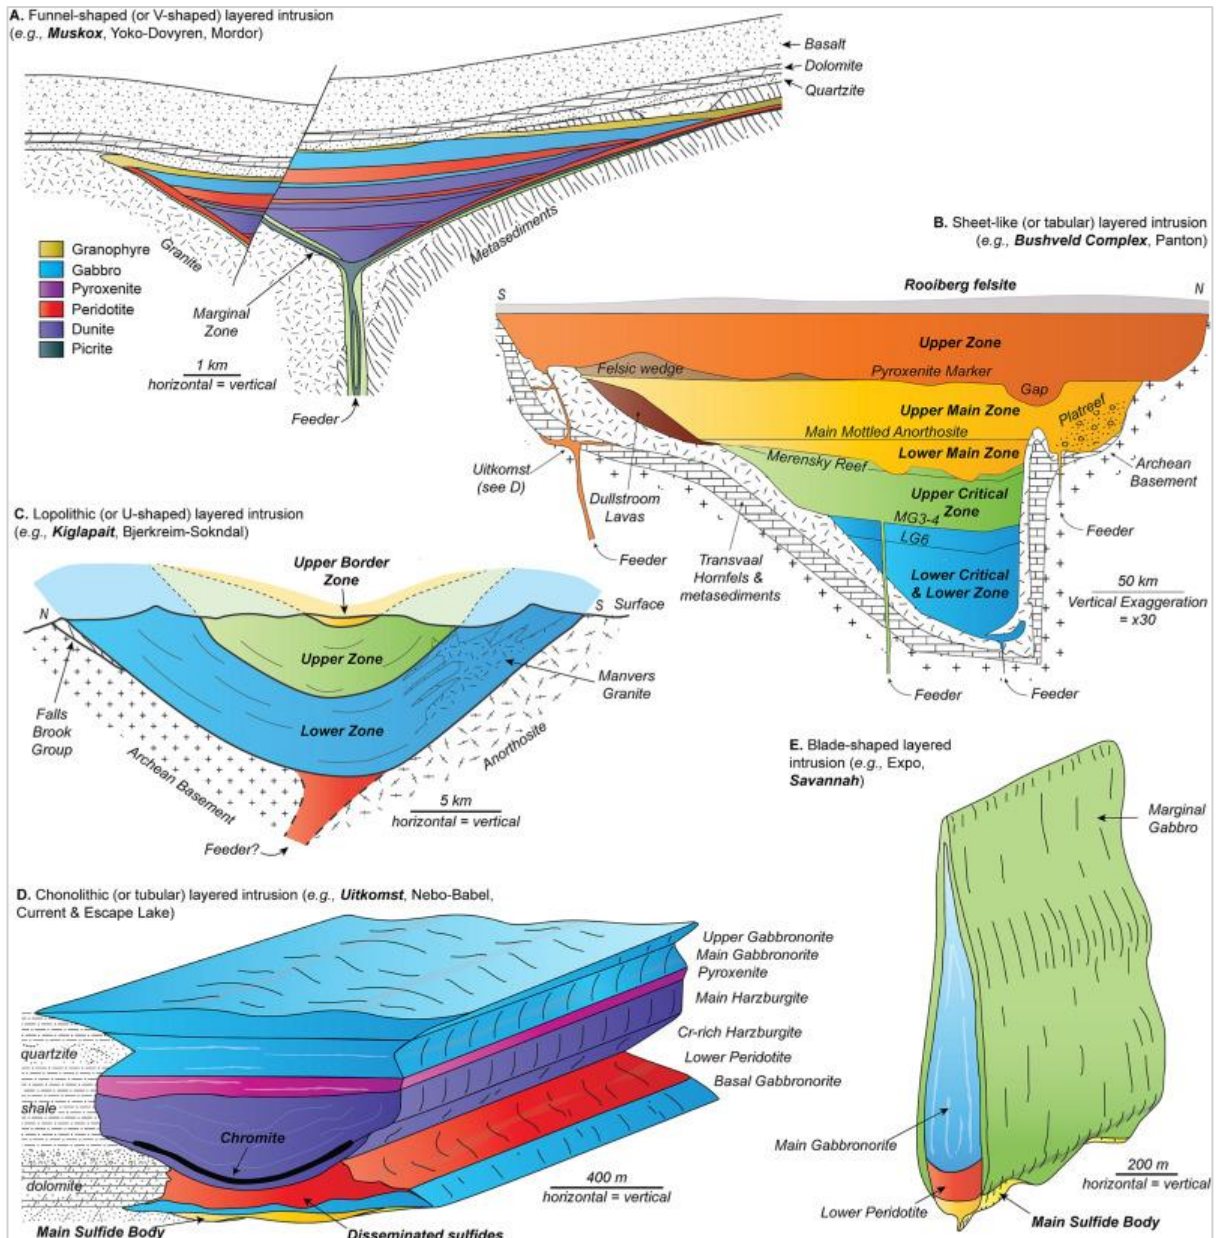 A. Funnel-shaped (or V-shaped) layered intrusion
(e.g., Muskox, Yoko-Dovyren, Mordor)
Basalt
Dolomite
Quartzite
Granite
Metasediments
Marginal
Zone
Granophyre
Gabbro
Pyroxenite
Peridotite
Dunite
Picrite
1 km
horizontal = vertical
Feeder
B. Sheet-like (or tabular) layered intrusion
(e.g., Bushveld Complex, Panton)
Rooiberg felsite
S
N
Upper Zone
Felsic wedge
Pyroxenite Marker
Gap
Upper Main Zone
Platreef
Main Mottled Anorthosite
Lower Main Zone
Merensky Reef
Uitkomst
(see D)
Dullstroom
Lavas
Upper Critical
Zone
MG3-4
LG6
Archean
Basement
Feeder
Feeder
Transvaal
Hornfels &
metasediments
Lower Critical
& Lower Zone
50 km
Vertical Exaggeration
= x30
Feeder
Feeder
C. Lopolithic (or U-shaped) layered intrusion
(e.g., Kiglapait, Bjerkreim-Sokndal)
Upper Border
Zone
N
S
Surface
Upper Zone
Manvers
Granite
Falls
Brook
Group
Lower Zone
Archean Basement
Anorthosite
5 km
horizontal = vertical
Feeder?
D. Chonolithic (or tubular) layered intrusion (e.g., Uitkomst, Nebo-Babel,
Current & Escape Lake)
Upper Gabbronorite
Main Gabbronorite
Pyroxenite
Main Harzburgite
Cr-rich Harzburgite
Lower Peridotite
Basal Gabbronorite
quartzite
shale
Chromite
dolomite
400 m
horizontal = vertical
Main Sulfide Body
Disseminated sulfides
E. Blade-shaped layered
intrusion (e.g., Expo,
Savannah)
Marginal
Gabbro
Main Gabbronorite
200 m
horizontal = vertical
Lower Peridotite
Main Sulfide Body